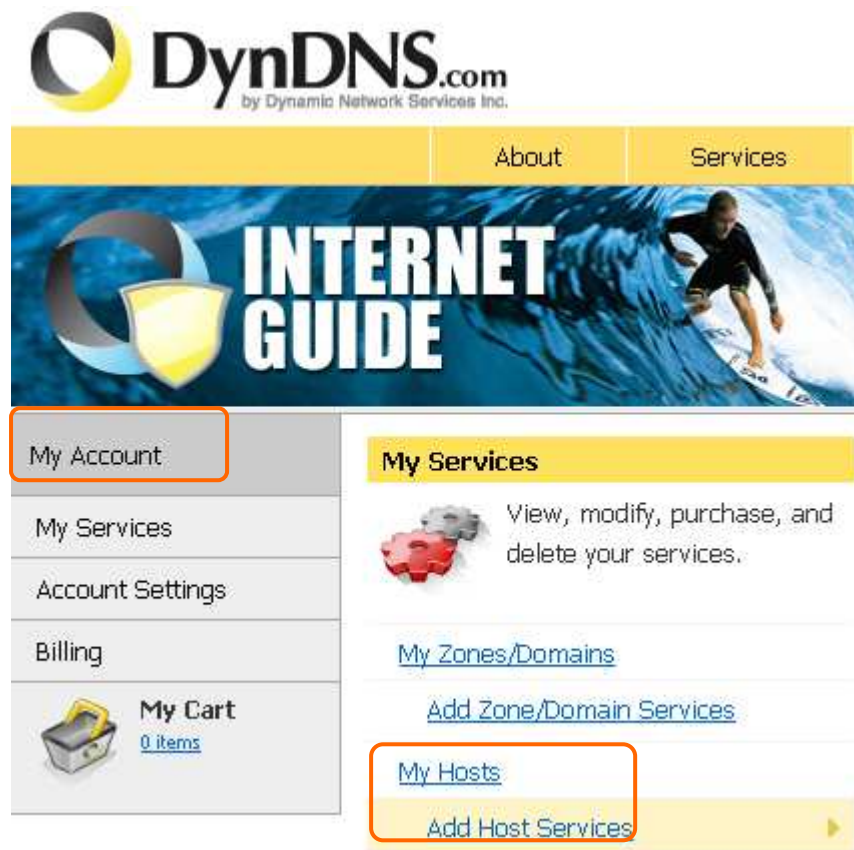 DynDNS.com
by Dynamic Network Services Inc.
About Services
INTERNET
GUIDE
My Account
My Services
Account Settings
Billing
My Cart
0 items
My Services
View, modify, purchase, and
delete your services.
My Zones/Domains
Add Zone/Domain Services
My Hosts
Add Host Services